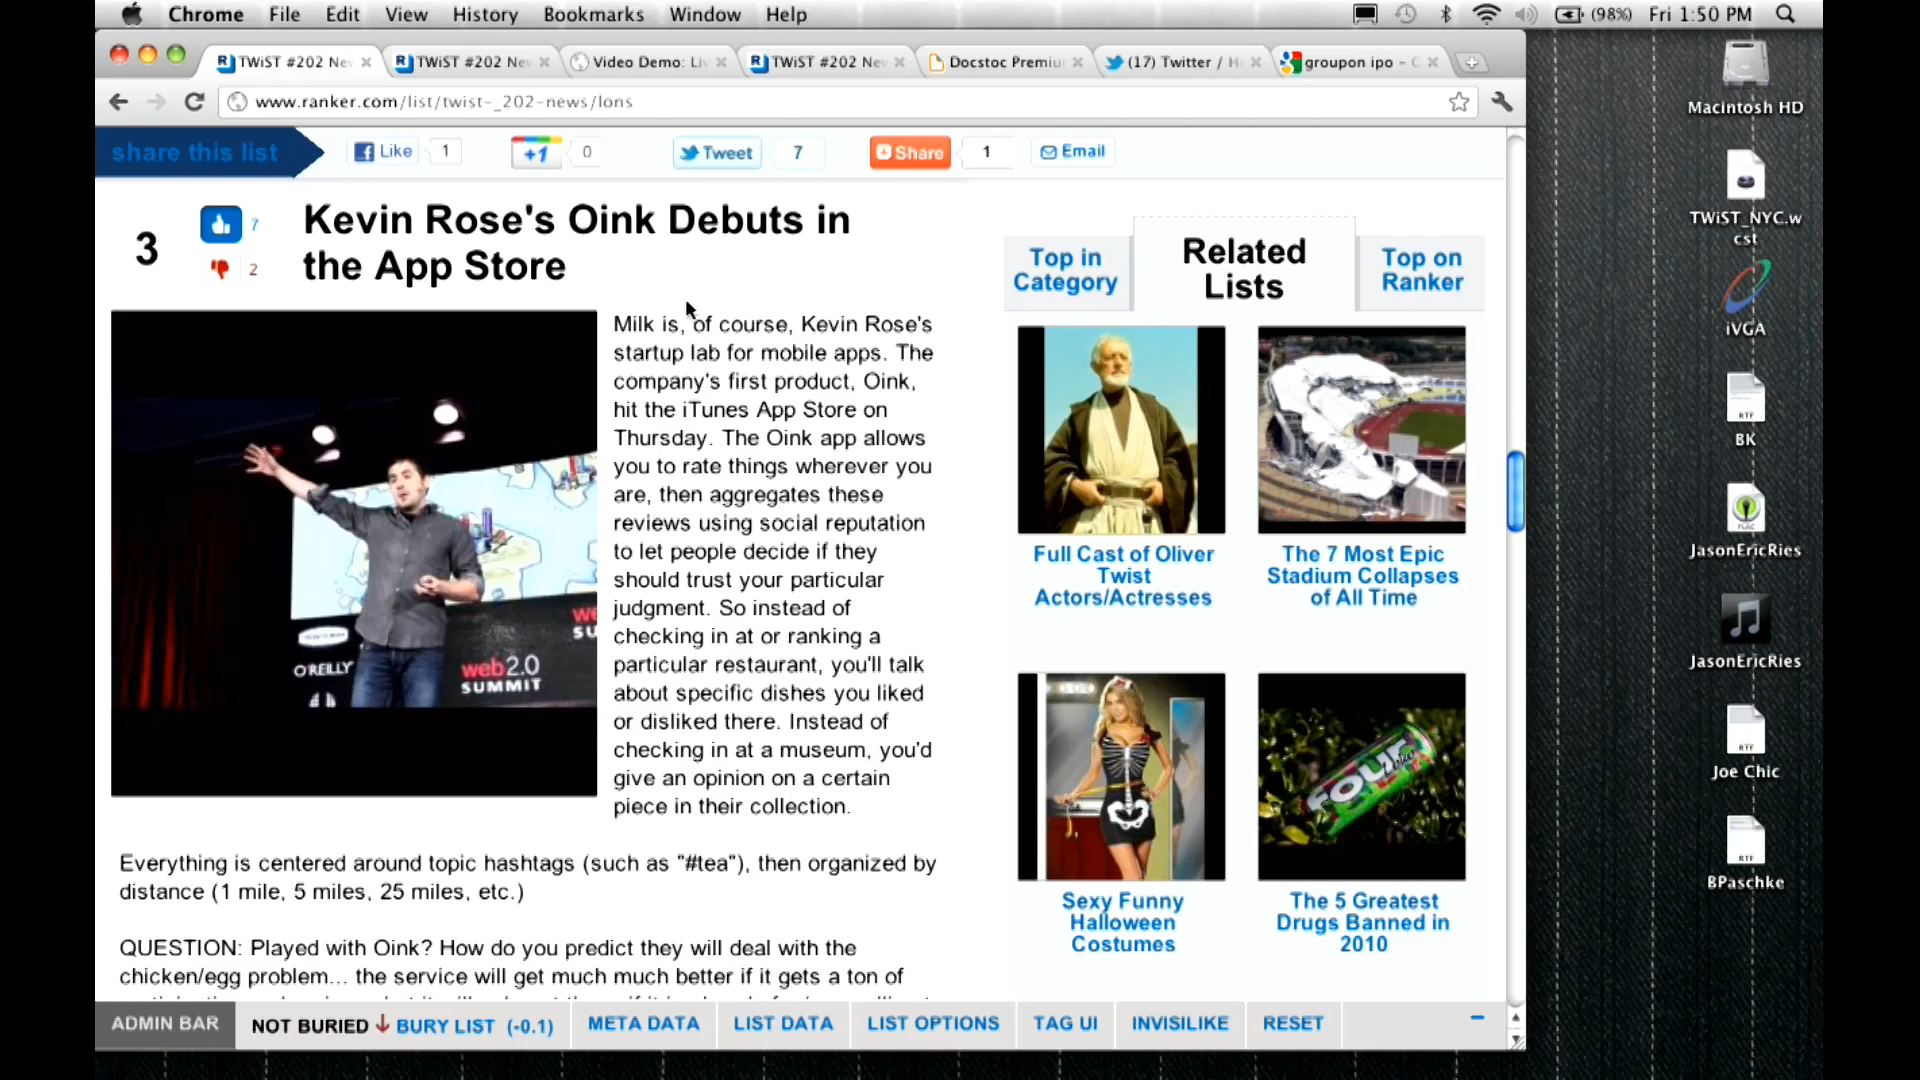 Chrome File Edit View History Bookmarks Window Help
(98%) Fri 1:50 PM
TWiST #202 Nev
TWiST #202 Nev
Video Demo: Li
TWiST #202 Nev
Docstoc Premiu
(17) Twitter / H
groupon ipo -
www.ranker.com/list/twist-_202-news/lons
share this list
Like 1
+1 0
Tweet 7
Share 1
Email
3
7
2
Kevin Rose's Oink Debuts in
the App Store
Milk is, of course, Kevin Rose's
startup lab for mobile apps. The
company's first product, Oink,
hit the iTunes App Store on
Thursday. The Oink app allows
you to rate things wherever you
are, then aggregates these
reviews using social reputation
to let people decide if they
should trust your particular
judgment. So instead of
checking in at or ranking a
particular restaurant, you'll talk
about specific dishes you liked
or disliked there. Instead of
checking in at a museum, you'd
give an opinion on a certain
piece in their collection.
O'REILLY
web2.0
SUMMIT
we
SU
Everything is centered around topic hashtags (such as "#tea"), then organized by
distance (1 mile, 5 miles, 25 miles, etc.)
QUESTION: Played with Oink? How do you predict they will deal with the
chicken/egg problem... the service will get much much better if it gets a ton of
Top in
Category
Related
Lists
Top on
Ranker
Full Cast of Oliver
Twist
Actors/Actresses
The 7 Most Epic
Stadium Collapses
of All Time
Sexy Funny
Halloween
Costumes
FOUR
Loko
The 5 Greatest
Drugs Banned in
2010
ADMIN BAR
NOT BURIED BURY LIST (-0.1)
META DATA
LIST DATA
LIST OPTIONS
TAG UI
INVISILIKE
RESET
Macintosh HD
TWiST_NYC.w
cst
iVGA
RTF
BK
FLAC
JasonEricRies
JasonEricRies
RTF
Joe Chic
RTF
BPaschke